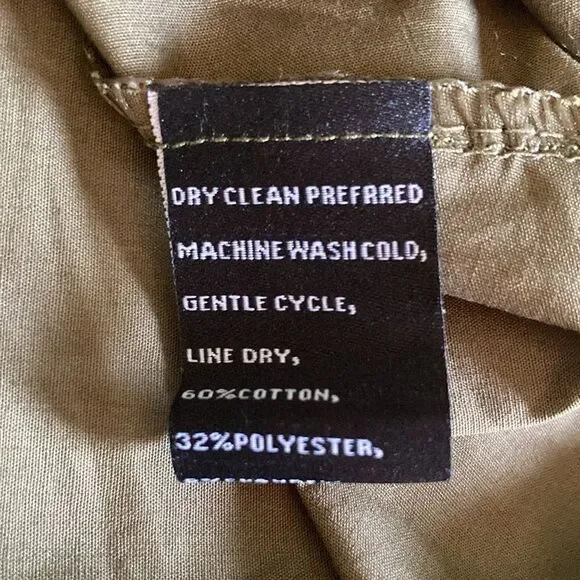 DRY CLEAN PREFRRED
MACHINE WASH COLD,
GENTLE CYCLE,
LINE DRY,
60%COTTON,
32%POLYESTER,